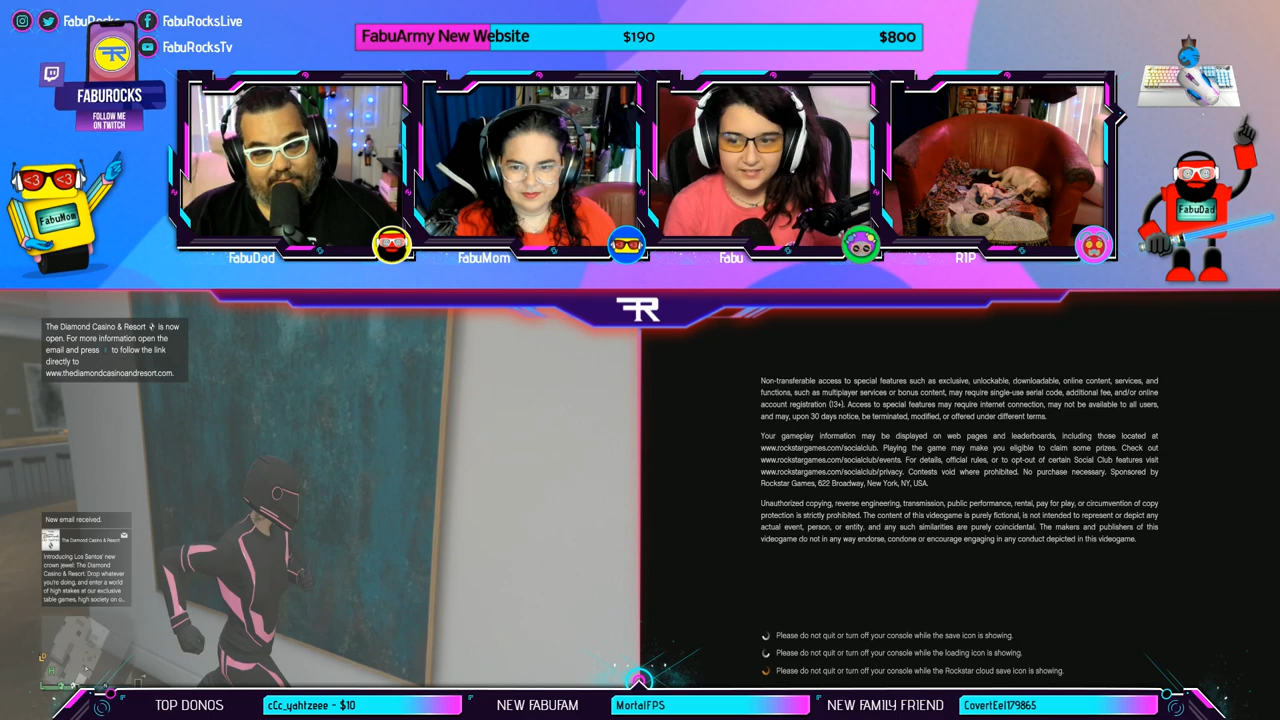 FabuRocks
FabuRocksLive
FabuRocksTv
FABUROCKS
FOLLOW ME
ON TWITCH
FabuArmy New Website
$190
$800
<3 <3
FabuMom
@ @
FabuDad
FabuDad
FabuMom
Fabu
RIP
FR
The Diamond Casino & Resort is now
open. For more information open the
email and press to follow the link
directly to
www.thediamondcasinoandresort.com.
New email received.
The Diamond Casino & Resort
Introducing Los Santos' new
crown jewel: The Diamond
Casino & Resort. Drop whatever
you're doing, and enter a world
of high stakes at our exclusive
table games, high society on o...
Non-transferable access to special features such as exclusive, unlockable, downloadable, online content, services, and
functions, such as multiplayer services or bonus content, may require single-use serial code, additional fee, and/or online
account registration (13+). Access to special features may require internet connection, may not be available to all users,
and may, upon 30 days notice, be terminated, modified, or offered under different terms.
Your gameplay information may be displayed on web pages and leaderboards, including those located at
www.rockstargames.com/socialclub. Playing the game may make you eligible to claim some prizes. Check out
www.rockstargames.com/socialclub/events. For details, official rules, or to opt-out of certain Social Club features visit
www.rockstargames.com/socialclub/privacy. Contests void where prohibited. No purchase necessary. Sponsored by
Rockstar Games, 622 Broadway, New York, NY, USA.
Unauthorized copying, reverse engineering, transmission, public performance, rental, pay for play, or circumvention of copy
protection is strictly prohibited. The content of this videogame is purely fictional, is not intended to represent or depict any
actual event, person, or entity, and any such similarities are purely coincidental. The makers and publishers of this
videogame do not in any way endorse, condone or encourage engaging in any conduct depicted in this videogame.
Please do not quit or turn off your console while the save icon is showing.
Please do not quit or turn off your console while the loading icon is showing.
Please do not quit or turn off your console while the Rockstar cloud save icon is showing.
TOP DONOS
cCc_yahtzeee - $10
NEW FABUFAM
MortalFPS
NEW FAMILY FRIEND
CovertEel179865